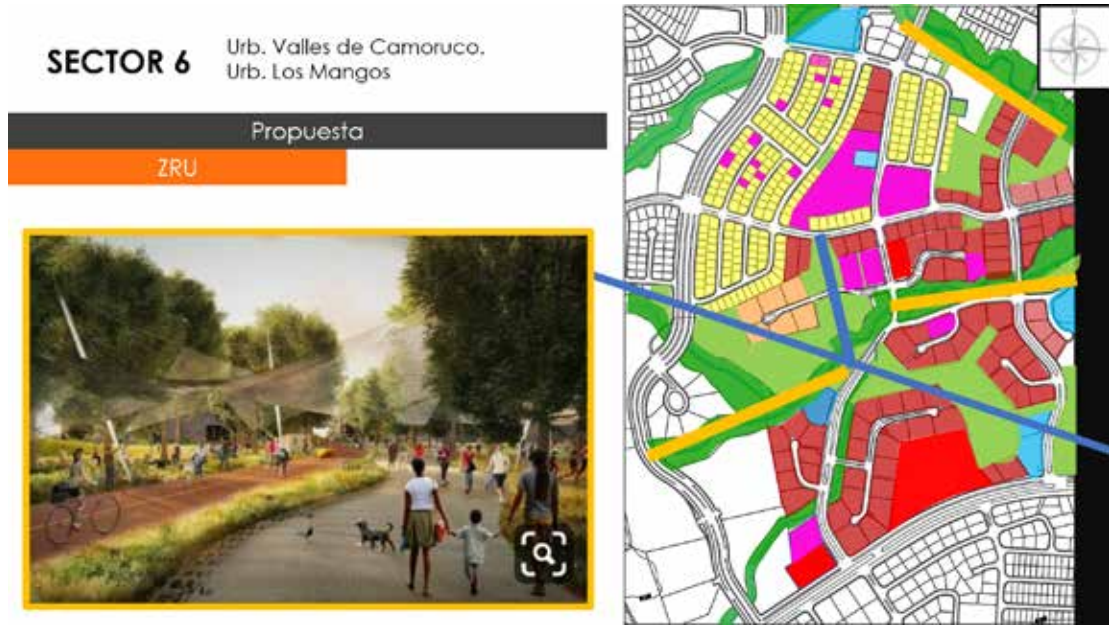 SECTOR 6
Urb. Valles de Camoruco.
Urb. Los Mangos
Propuesta
ZRU